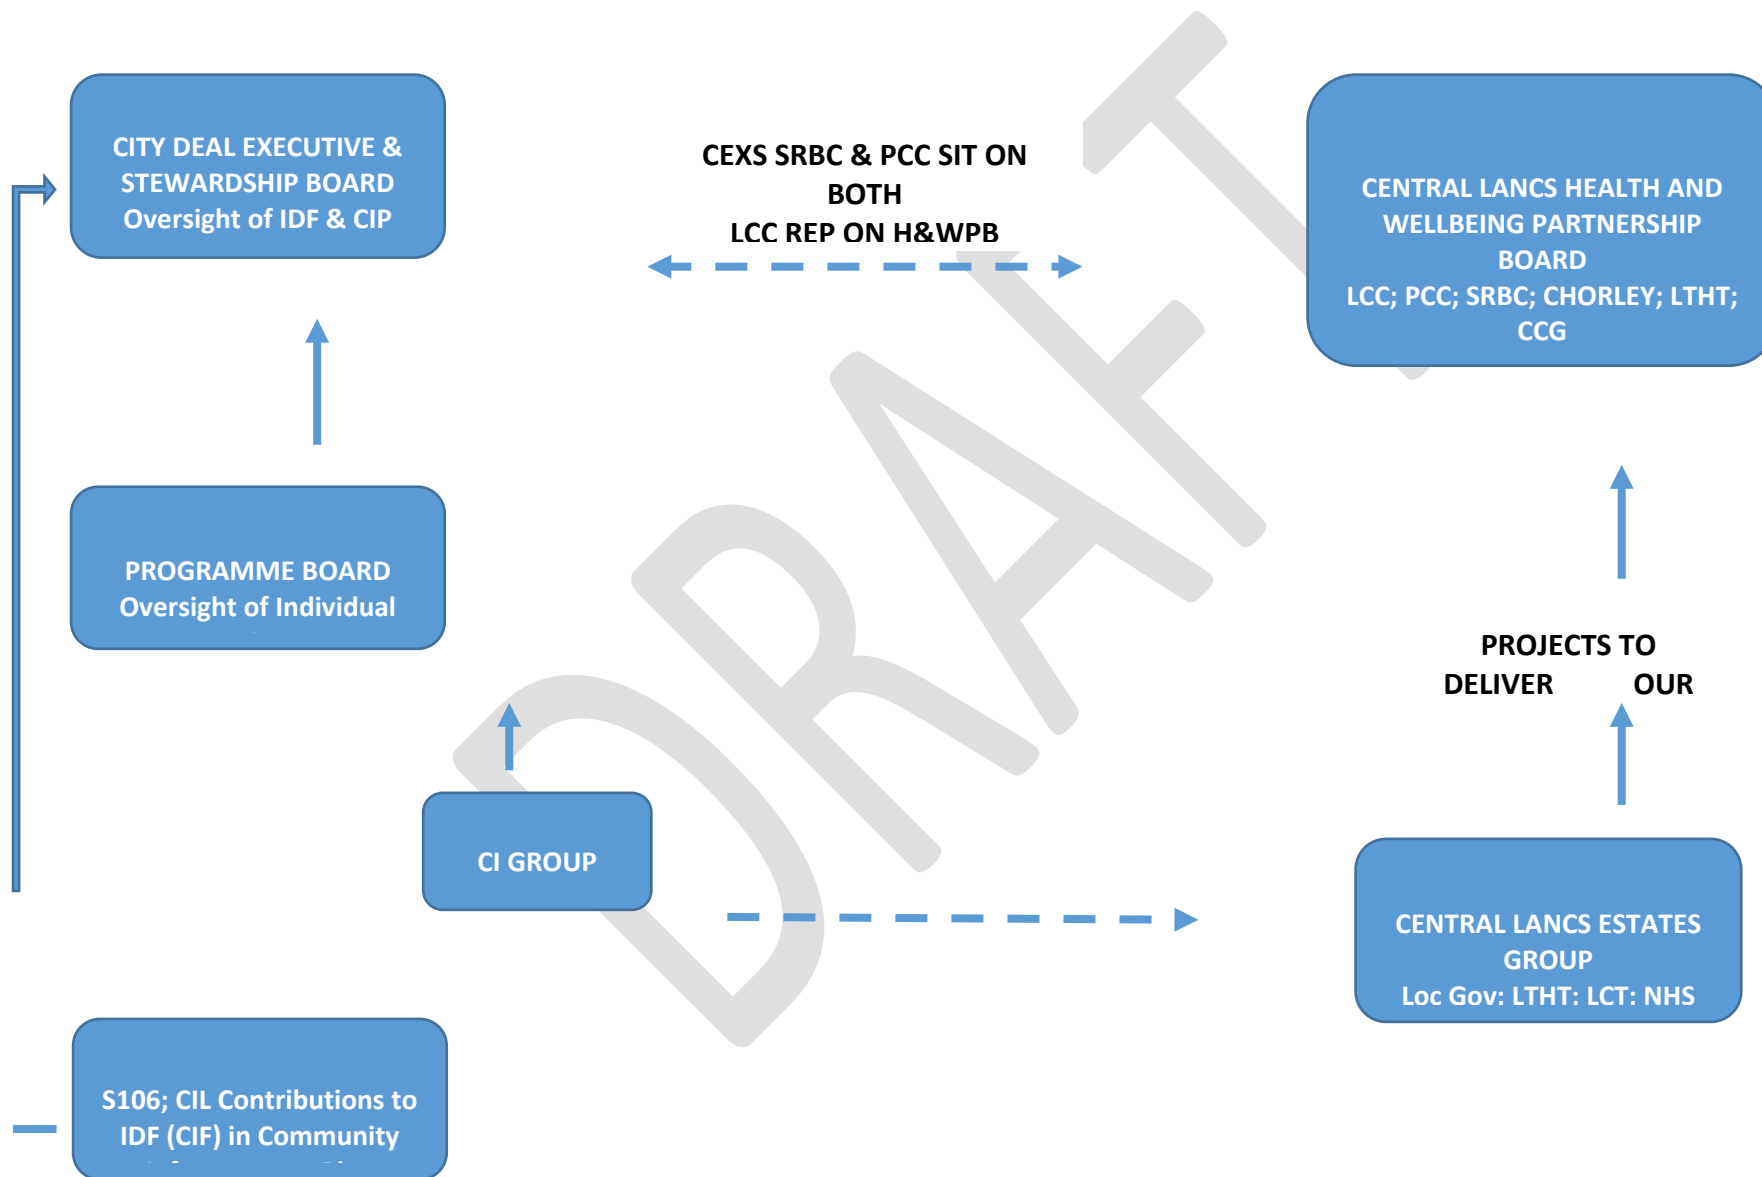 CITY DEAL EXECUTIVE &
STEWARDSHIP BOARD
Oversight of IDF & CIP
CEXS SRBC & PCC SIT ON
BOTH
LCC REP ON H&WPB
CENTRAL LANCS HEALTH AND
WELLBEING PARTNERSHIP
BOARD
LCC; PCC; SRBC; CHORLEY; LTHT;
CCG
PROGRAMME BOARD
Oversight of Individual
PROJECTS TO
DELIVER OUR
CI GROUP
CENTRAL LANCS ESTATES
GROUP
Loc Gov: LTHT: LCT: NHS
S106; CIL Contributions to
IDF (CIF) in Community
DRAFT